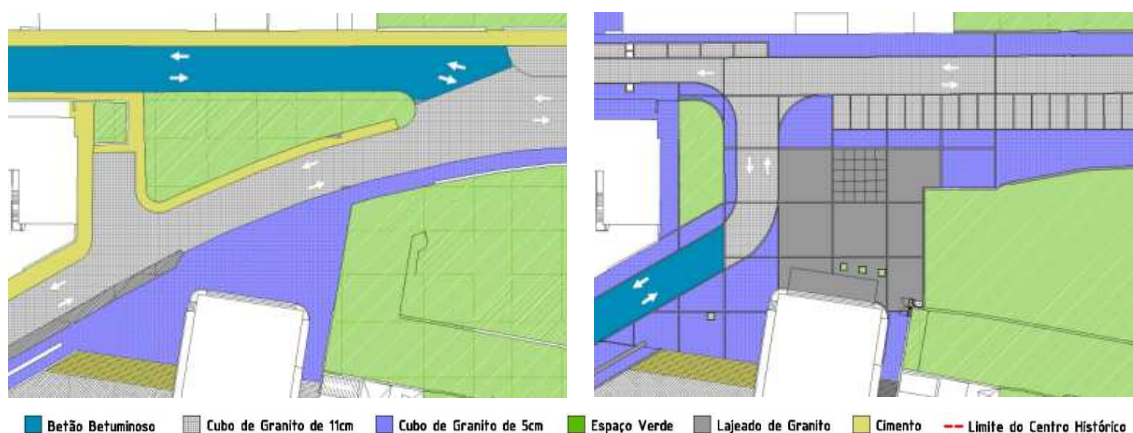 Betão Betuminoso Cubo de Granito de 11cm Cubo de Granito de 5cm Espaço Verde Lajeado de Granito Cimento Limite do Centro Histórico